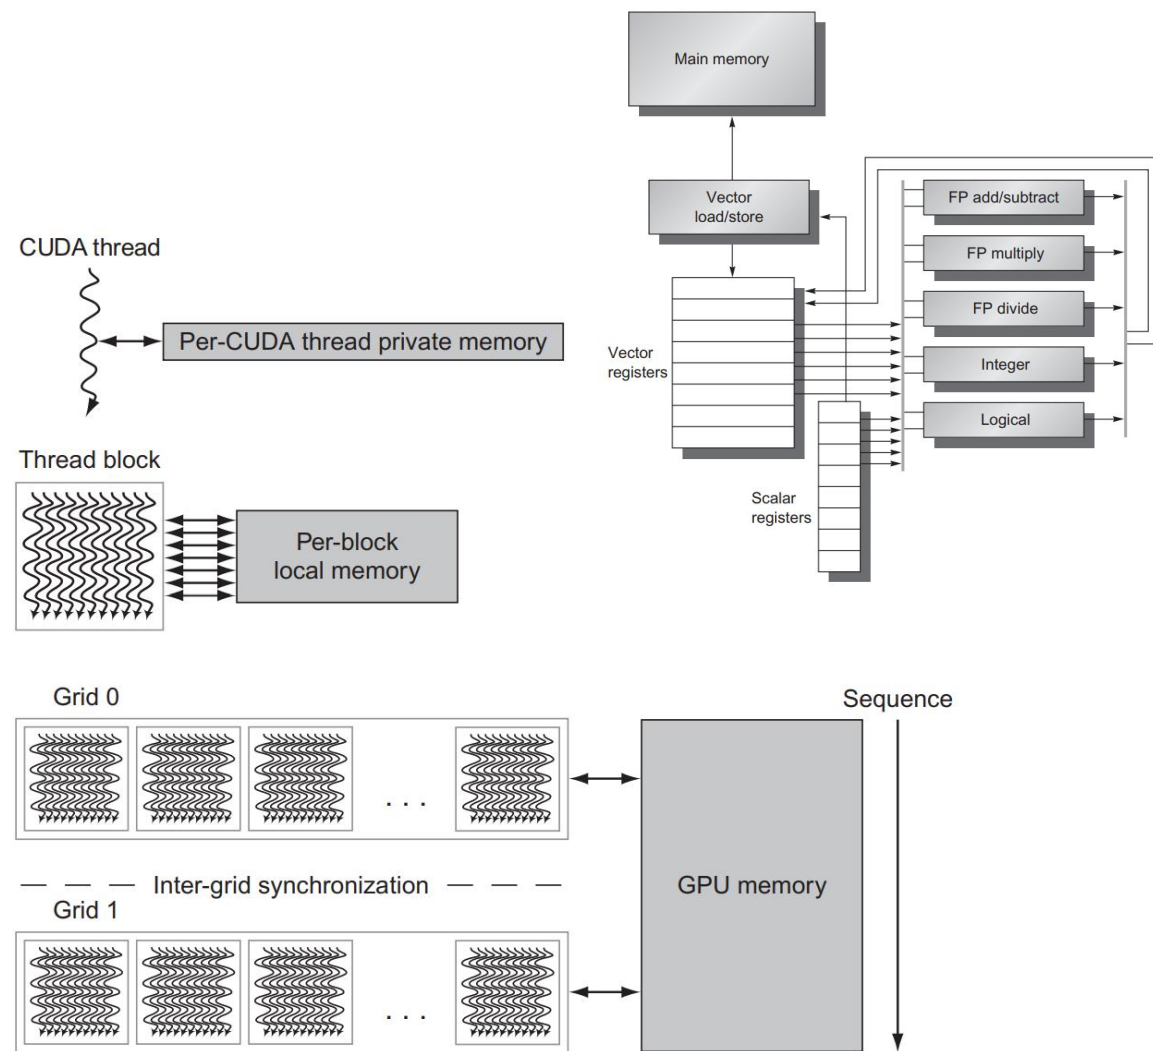 Main memory
Vector
load/store
FP add/subtract
FP multiply
FP divide
Integer
Logical
Vector
registers
Scalar
registers
CUDA thread
Per-CUDA thread private memory
Thread block
Per-block
local memory
Grid 0
Sequence
. . .
Inter-grid synchronization
GPU memory
Grid 1
. . .